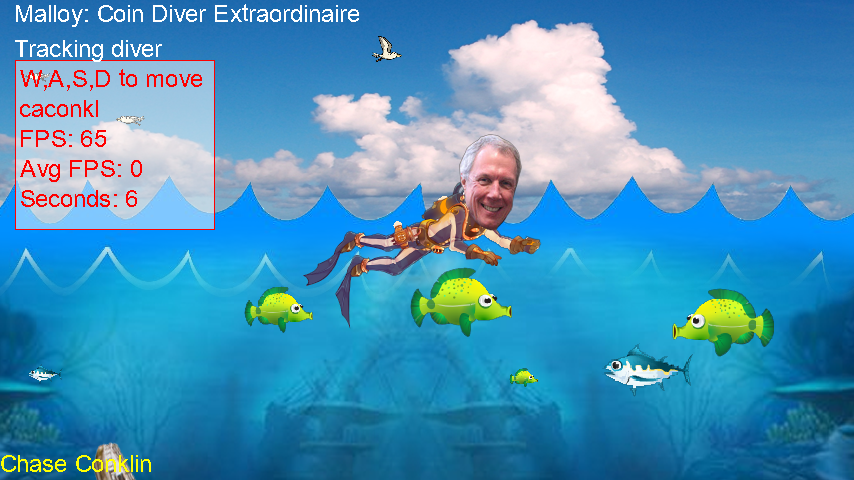 Malloy: Coin Diver Extraordinaire
Tracking diver
W,A,S,D to move
caconkl
FPS: 65
Avg FPS: 0
Seconds: 6
Chase Conklin